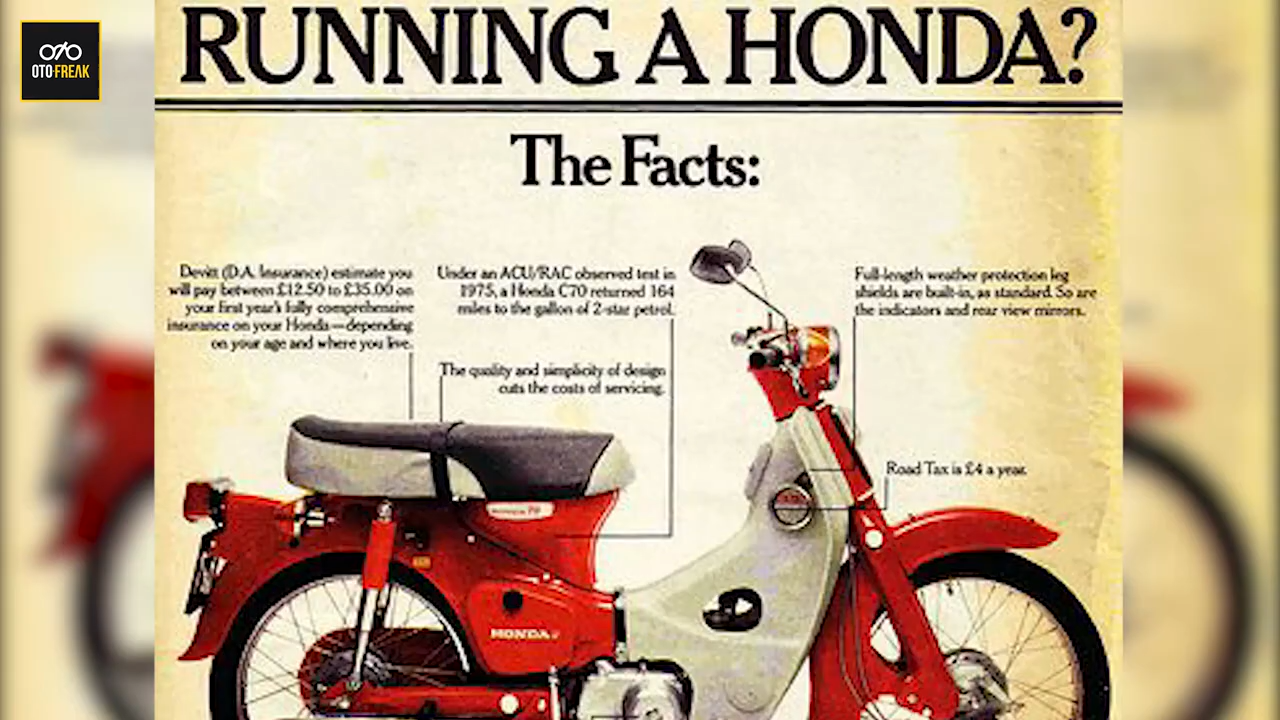 OTO-FREAK
RUNNING A HONDA?
The Facts:
Devitt (D.A. Insurance) estimate you
will pay between £12.50 to £35.00 on
your first year's fully comprehensive
insurance on your Honda—depending
on your age and where you live.
Under an ACU/RAC observed test in
1975, a Honda C70 returned 164
miles to the gallon of 2-star petrol.
The quality and simplicity of design
cuts the costs of servicing.
Full-length weather protection leg
shields are built-in, as standard. So are
the indicators and rear view mirrors.
Road Tax is £4 a year.
HONDA